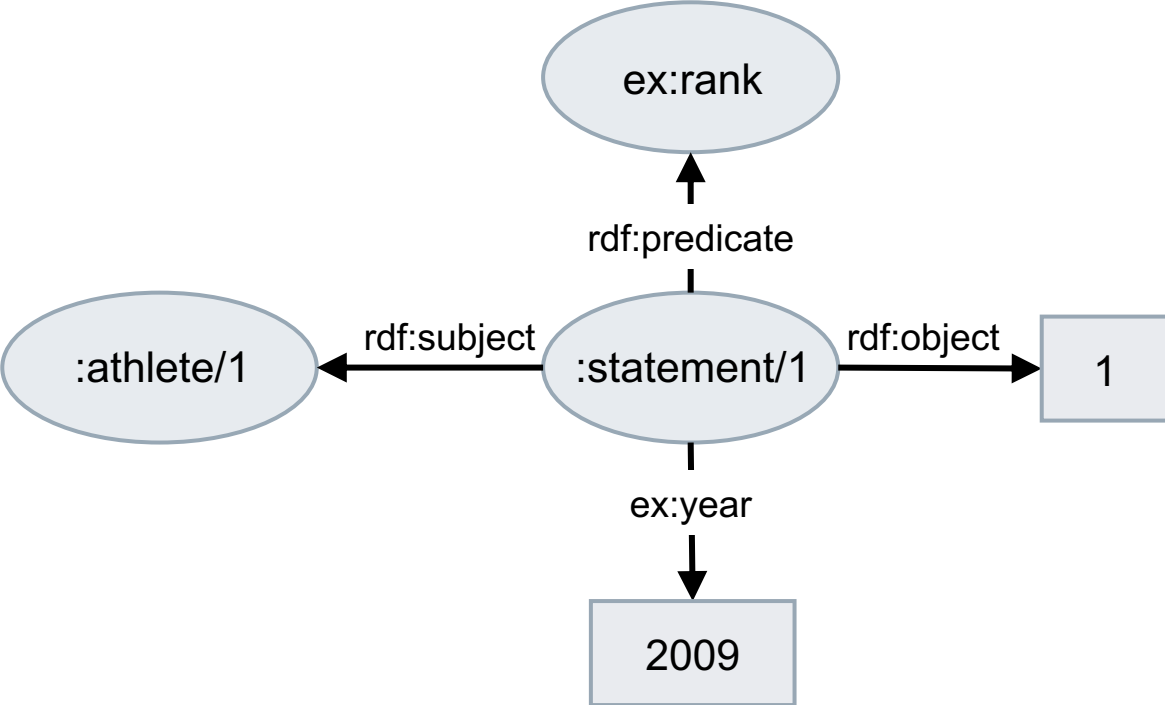 ex:rank
rdf:predicate
:athlete/1
rdf:subject
:statement/1
rdf:object
1
ex:year
2009